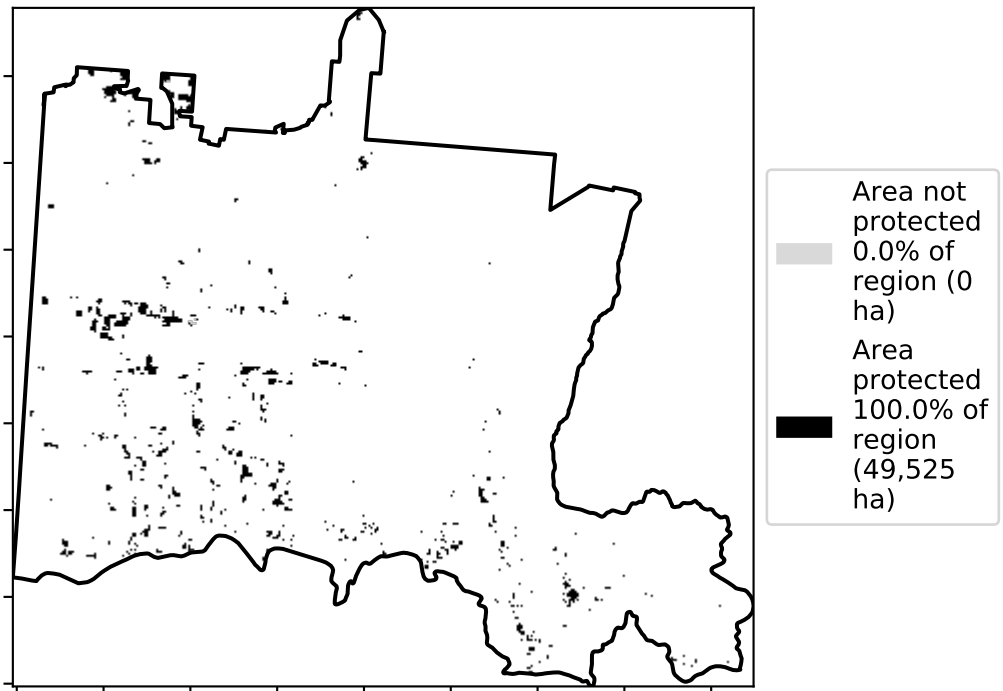 Area not
protected
0.0% of
region (0
ha)
Area
protected
100.0% of
region
(49,525
ha)